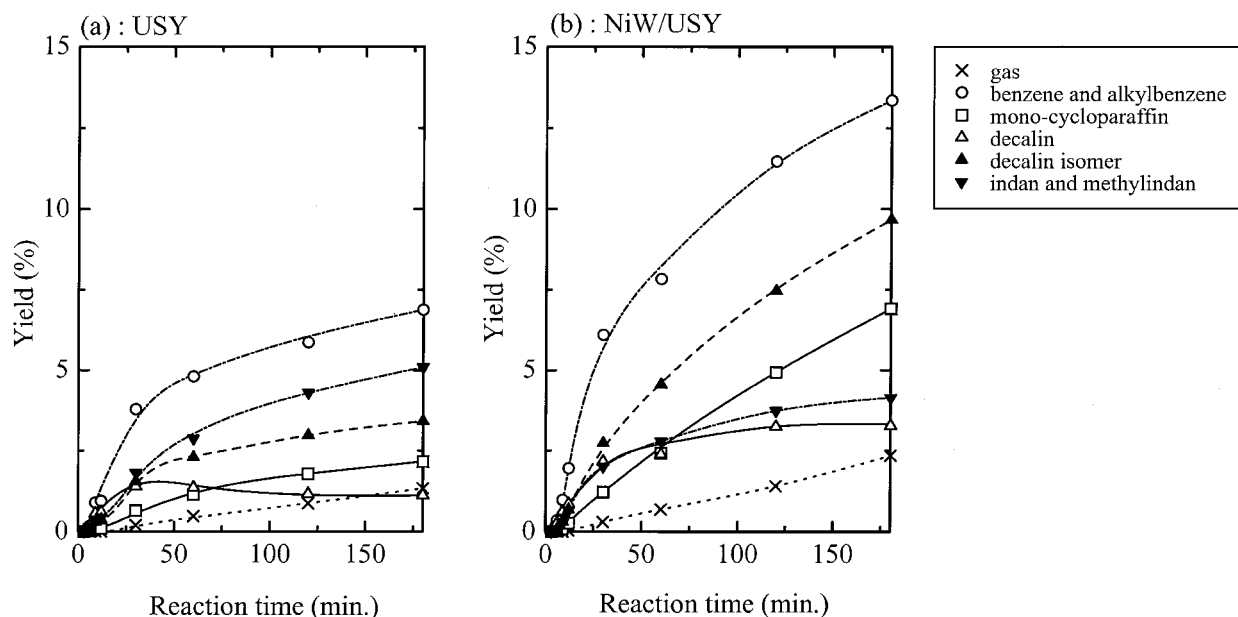 (a) : USY
(b) : NiW/USY
15
10
5
0
Yield (%)
0
50
100
150
Reaction time (min.)
15
10
5
0
Yield (%)
0
50
100
150
Reaction time (min.)
gas
benzene and alkylbenzene
mono-cycloparaffin
decalin
decalin isomer
indan and methylindan